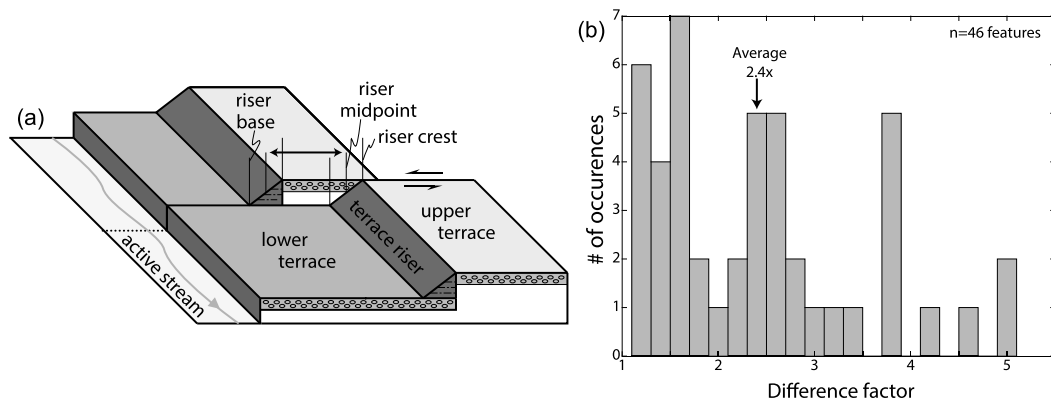 (a)
riser
base
riser
midpoint
riser crest
upper
terrace
terrace riser
lower
terrace
active stream
(b)
n=46 features
Average
2.4x
# of occurences
7
6
5
4
3
2
1
0
1
2
3
4
5
Difference factor